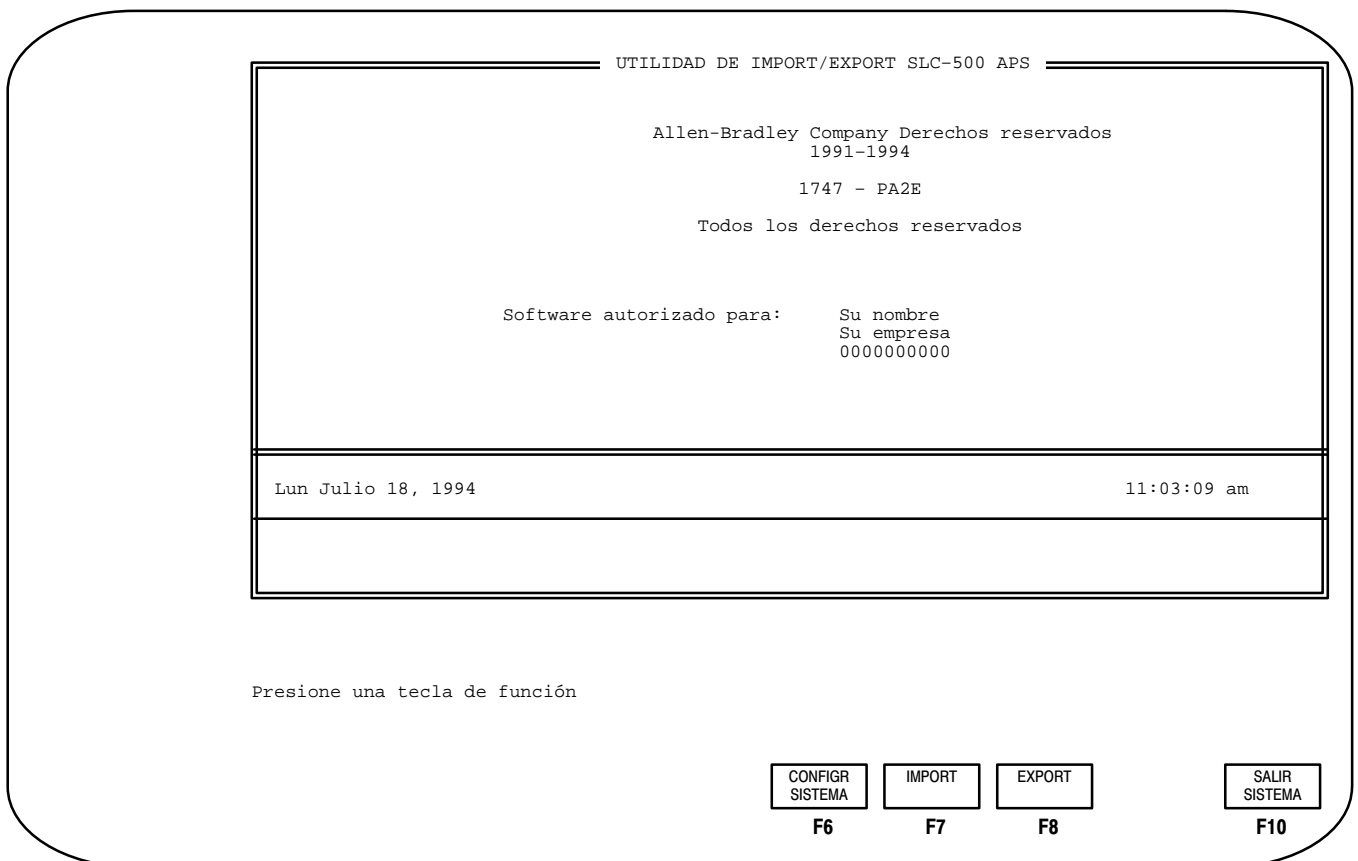 UTILIDAD DE IMPORT/EXPORT SLC-500 APS
Allen-Bradley Company Derechos reservados
1991-1994
1747 - PA2E
Todos los derechos reservados
Software autorizado para: Su nombre
Su empresa
0000000000
Lun Julio 18, 1994 11:03:09 am
Presione una tecla de función
CONFIGR SISTEMA
F6
IMPORT
F7
EXPORT
F8
SALIR SISTEMA
F10